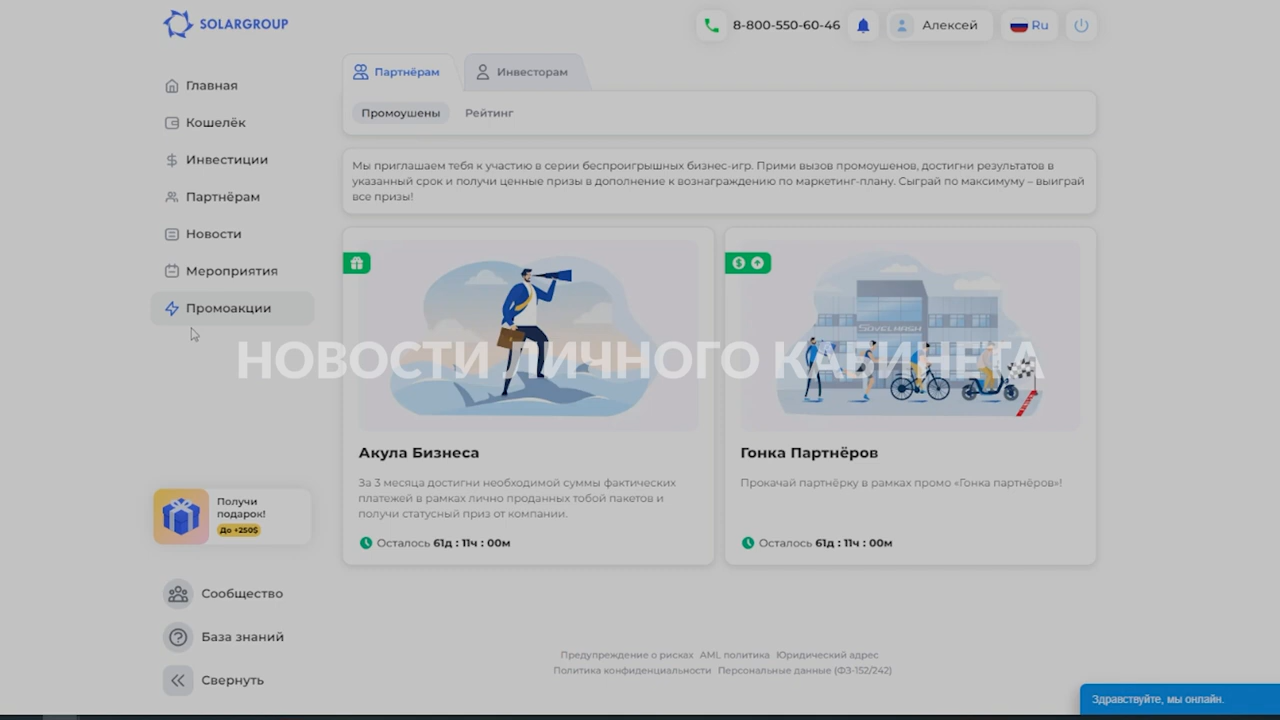 SOLARGROUP
8-800-550-60-46
Алексей
Ru
Главная
Кошелёк
Инвестиции
Партнёрам
Новости
Мероприятия
Промоакции
Получи
подарок!
До +250$
Сообщество
База знаний
Свернуть
Партнёрам
Инвесторам
Промоушены
Рейтинг
Мы приглашаем тебя к участию в серии беспроигрышных бизнес-игр. Прими вызов промоушенов, достигни результатов в
указанный срок и получи ценные призы в дополнение к вознаграждению по маркетинг-плану. Сыграй по максимуму – выиграй
все призы!
SOVELMASH
НОВОСТИ ЛИЧНОГО КАБИНЕТА
Акула Бизнеса
За 3 месяца достигни необходимой суммы фактических
платежей в рамках лично проданных тобой пакетов и
получи статусный приз от компании.
Осталось 61д : 11ч : 00м
Гонка Партнёров
Прокачай партнёрку в рамках промо «Гонка партнёров»!
Осталось 61д : 11ч : 00м
Предупреждение о рисках AML политика Юридический адрес
Политика конфиденциальности Персональные данные (ФЗ-152/242)
Здравствуйте, мы онлайн.